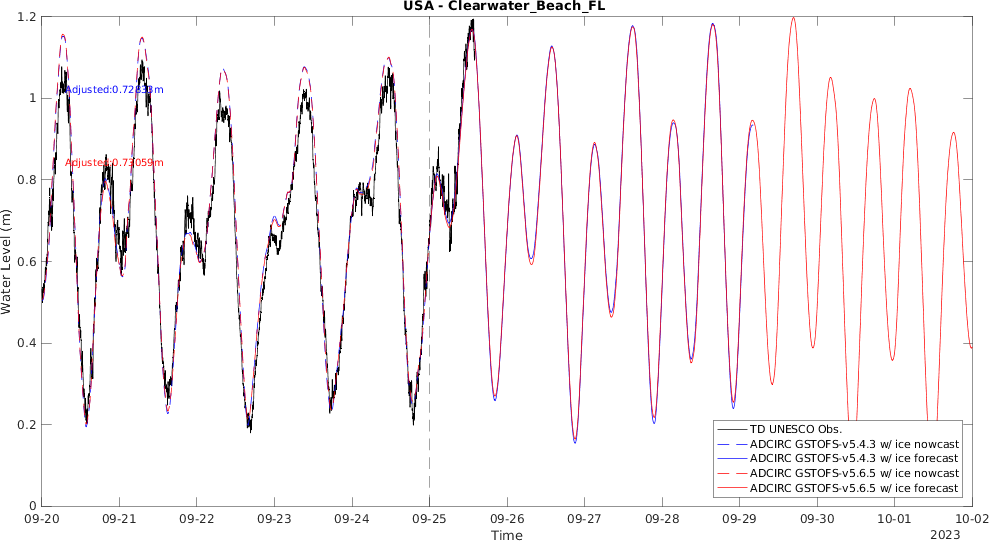 USA - Clearwater_Beach_FL
1.2
1
0.8
0.6
0.4
0.2
0
Water Level (m)
Adjusted:0.72833m
Adjusted:0.73059m
TD UNESCO Obs.
ADCIRC GSTOFS-v5.4.3 w/ ice nowcast
ADCIRC GSTOFS-v5.4.3 w/ ice forecast
ADCIRC GSTOFS-v5.6.5 w/ ice nowcast
ADCIRC GSTOFS-v5.6.5 w/ ice forecast
09-20 09-21 09-22 09-23 09-24 09-25 09-26 09-27 09-28 09-29 09-30 10-01 10-02
Time
2023